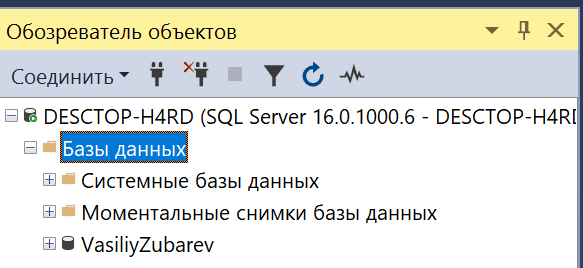 Обозреватель объектов
Соединить
DESCTOP-H4RD (SQL Server 16.0.1000.6 - DESCTOP-H4RD
Базы данных
Системные базы данных
Моментальные снимки базы данных
VasiliyZubarev